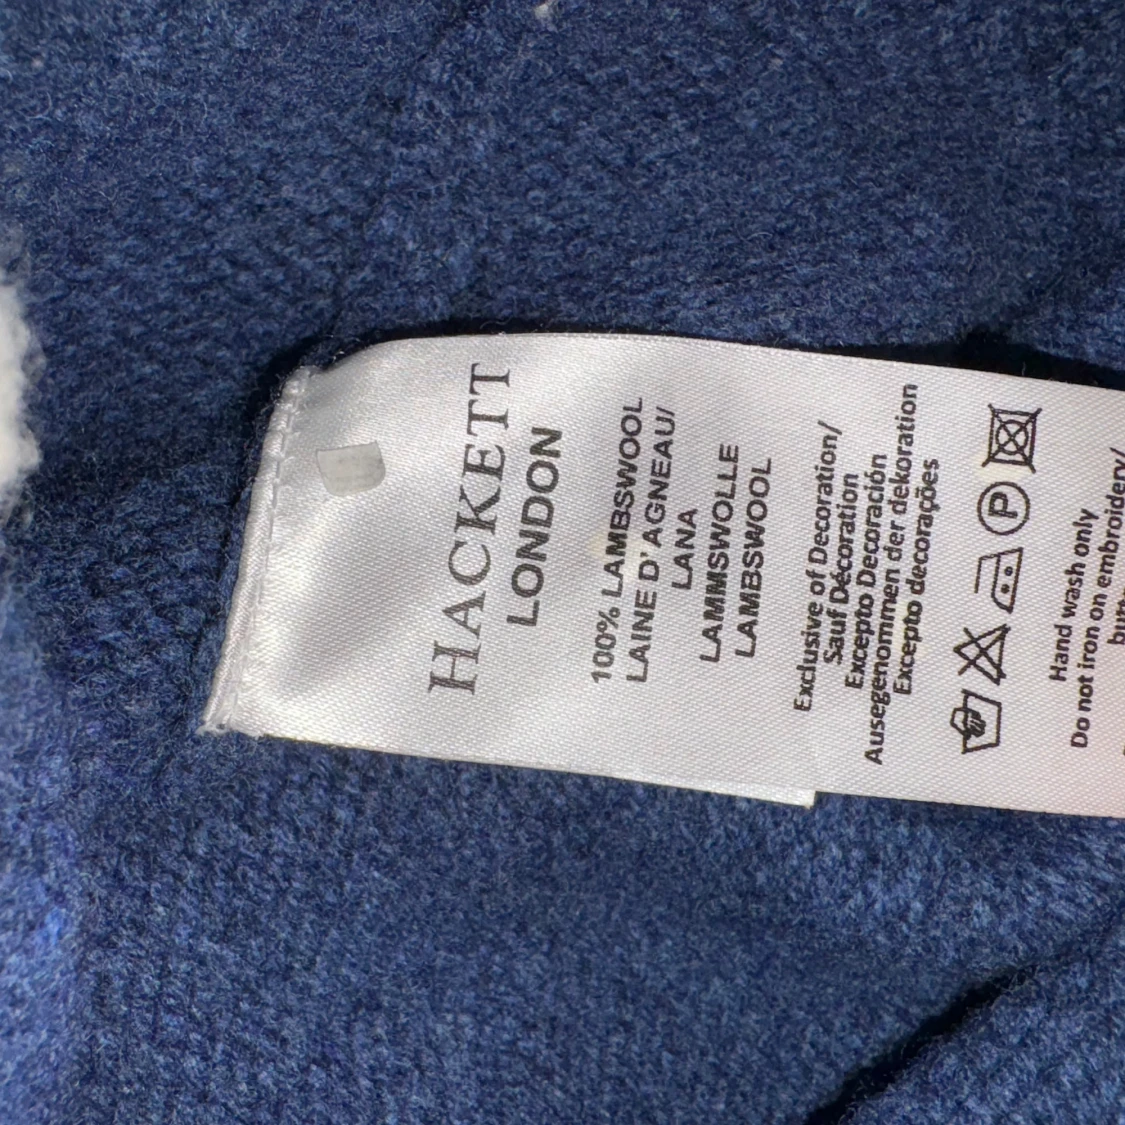 HACKETT
LONDON
100% LAMBSWOOL
LAINE D'AGNEAU/
LANA
LAMMSWOLLE
LAMBSWOOL
Exclusive of Decoration/
Sauf Décoration
Excepto Decoración
Ausegenommen der dekoration
Excepto decorações
P
Hand wash only
Do not iron on embroidery/